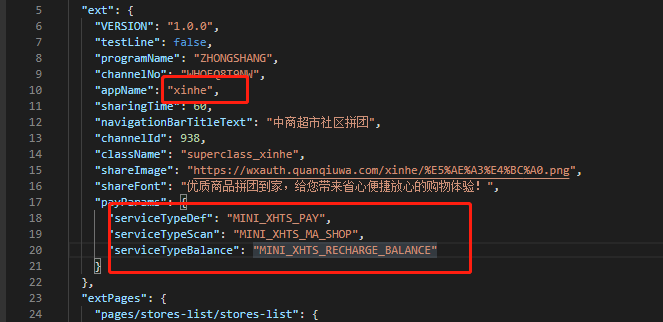 5 "ext": {
6 "VERSION": "1.0.0",
7 "testLine": false,
8 "programName": "ZHONGSHANG",
9 "channelNo": "WHQEQ8T9NW",
10 "appName": "xinhe",
11 "sharingTime": 60,
12 "navigationBarTitleText": "中商超市社区拼团",
13 "channelId": 938,
14 "className": "superclass_xinhe",
15 "shareImage": "https://wxauth.quanqiuwa.com/xinhe/%E5%AE%A3%E4%BC%A0.png",
16 "shareFont": "优质商品拼团到家，给您带来省心便捷放心的购物体验！",
17 "payParams": {
18 "serviceTypeDef": "MINI_XHTS_PAY",
19 "serviceTypeScan": "MINI_XHTS_MA_SHOP",
20 "serviceTypeBalance": "MINI_XHTS_RECHARGE_BALANCE"
21 }
22 },
23 "extPages": {
24 "pages/stores-list/stores-list": {